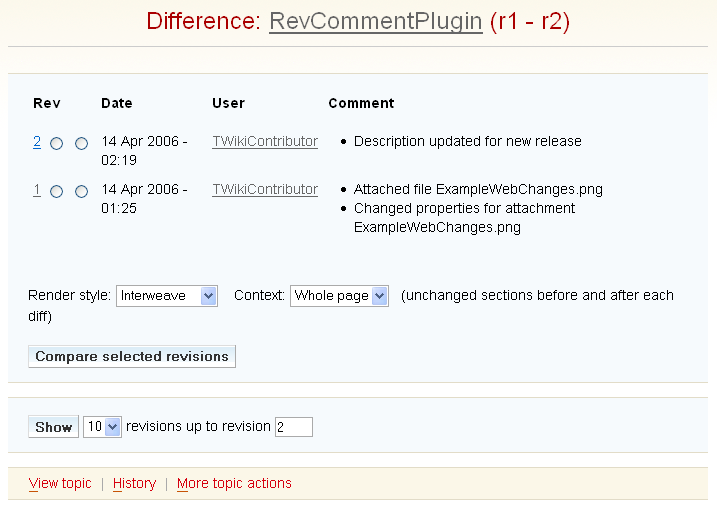 Difference: RevCommentPlugin (r1 - r2)
Rev Date User Comment
2 14 Apr 2006 - 02:19 TWikiContributor • Description updated for new release
1 14 Apr 2006 - 01:25 TWikiContributor • Attached file ExampleWebChanges.png
• Changed properties for attachment
ExampleWebChanges.png
Render style: Interweave Context: Whole page (unchanged sections before and after each
diff)
Compare selected revisions
Show 10 revisions up to revision 2
View topic | History | More topic actions